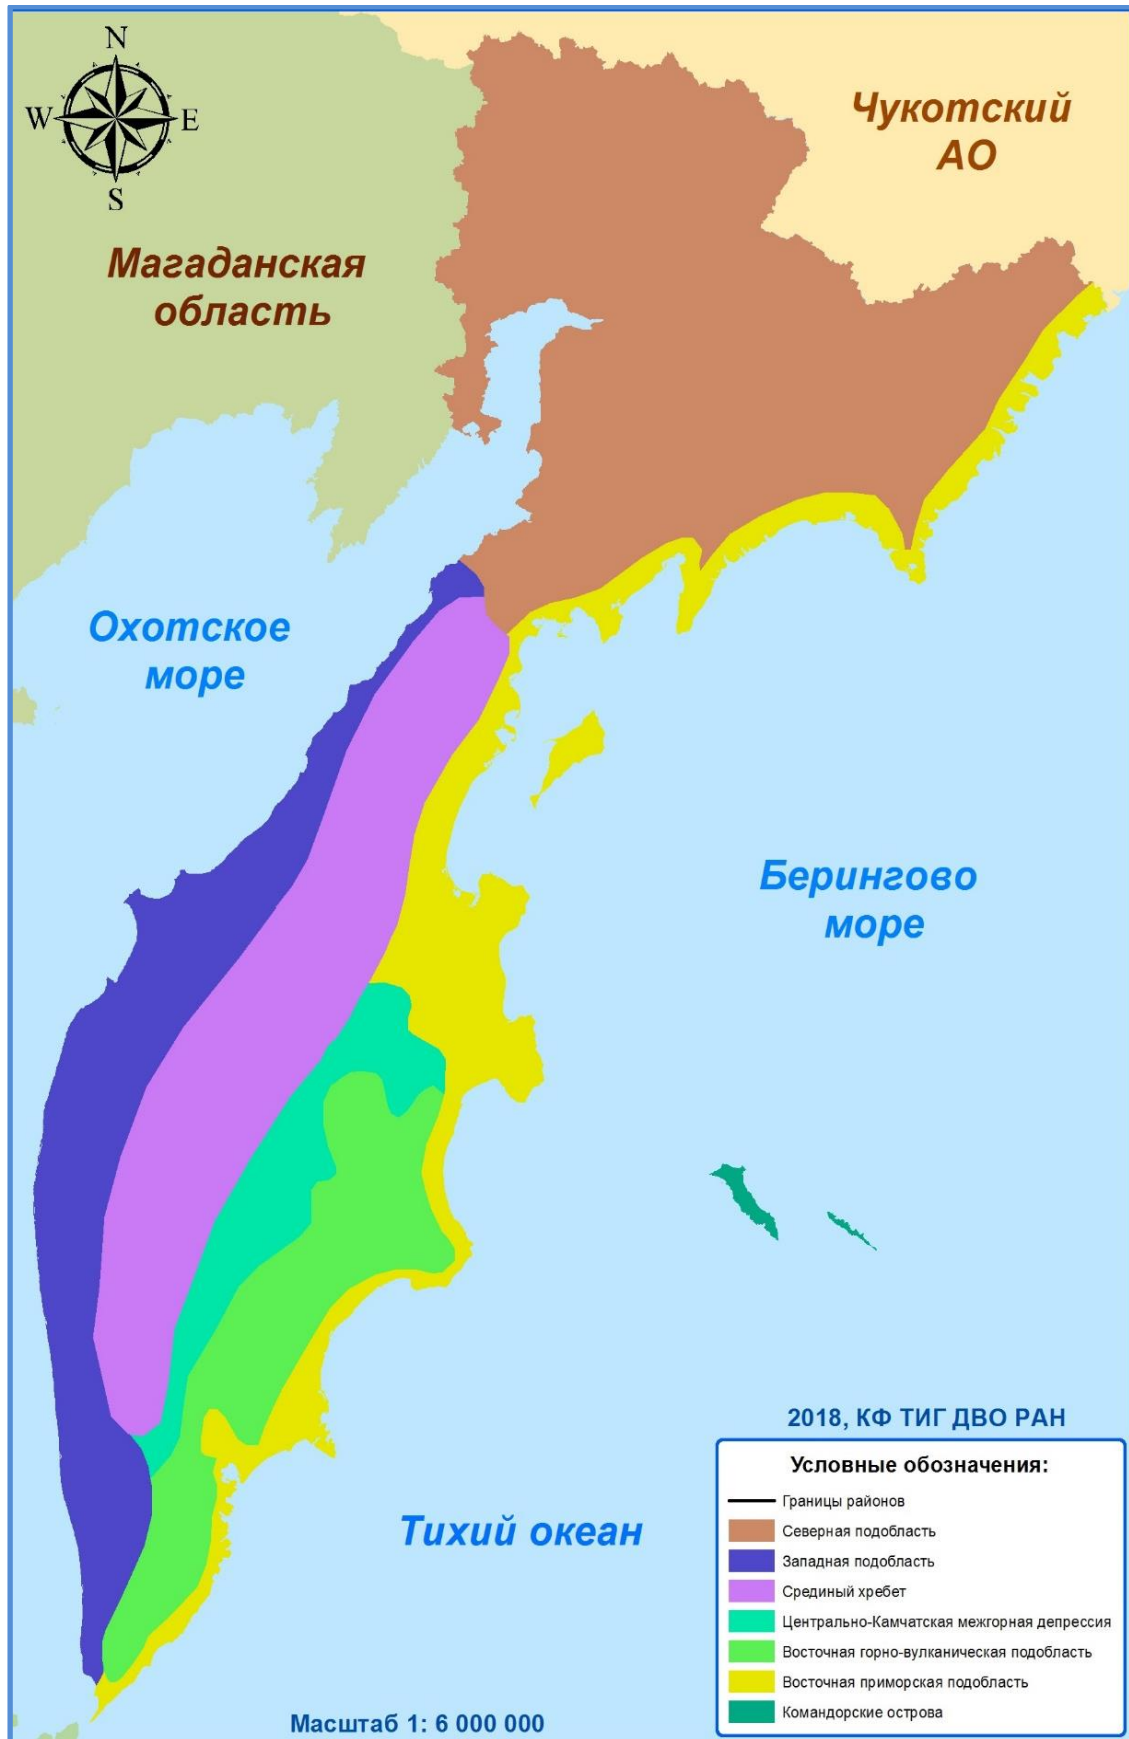 N
W E
S
Чукотский
АО
Магаданская
область
Охотское
море
Берингово
море
Тихий океан
2018, КФ ТИГ ДВО РАН
Условные обозначения:
Границы районов
Северная подобласть
Западная подобласть
Срединый хребет
Центрально-Камчатская межгорная депрессия
Восточная горно-вулканическая подобласть
Восточная приморская подобласть
Командорские острова
Масштаб 1: 6 000 000